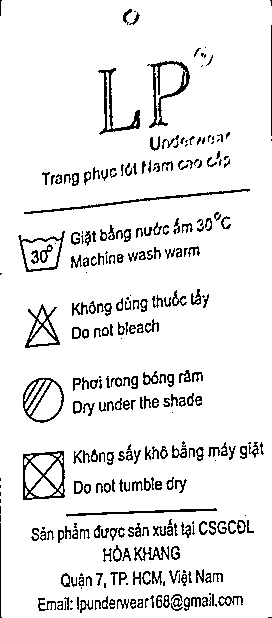 LP
Underwear
Trang phục lót Nam cao cấp
Giặt bằng nước ấm 30°C
30°
Machine wash warm
Không dùng thuốc tẩy
Do not bleach
Phơi trong bóng râm
Dry under the shade
Không sấy khô bằng máy giặt
Do not tumble dry
Sản phẩm được sản xuất tại CSGCĐL
HÒA KHANG
Quận 7, TP. HCM, Việt Nam
Email: lpunderwear168@gmail.com